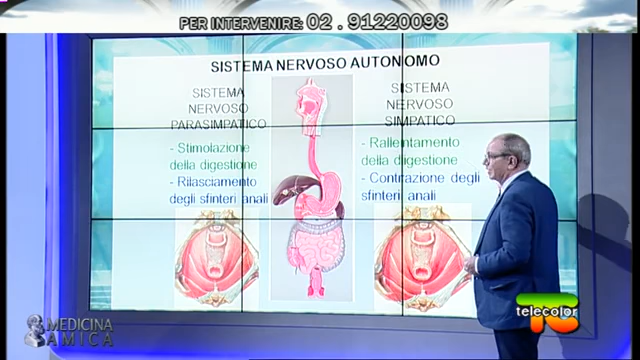 PER INTERVENIRE: 02 . 91220098
SISTEMA NERVOSO AUTONOMO
SISTEMA
NERVOSO
PARASIMPATICO
- Stimolazione
della digestione
- Rilasciamento
degli sfinteri anali
SISTEMA
NERVOSO
SIMPATICO
- Rallentamento
della digestione
- Contrazione degli
sfinteri anali
MEDICINA
AMICA
telecolor